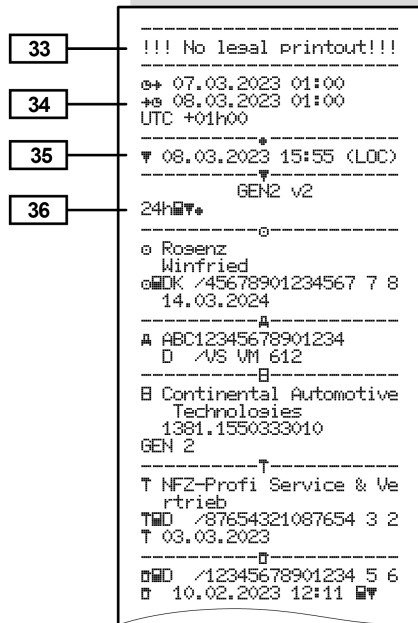 33
!!! No legal printout!!!
07.03.2023 01:00
34
08.03.2023 01:00
UTC +01h00
35
▼ 08.03.2023 15:55 (LOC)
GEN2 v2
36
24h
Rogenz
Winfried
DK /45678901234567 7 8
14.03.2024
ABC12345678901234
D /VS VM 612
Continental Automotive
Technologies
1381.1550333010
GEN 2
NFZ-Profi Service & Ve
rtrieb
D /87654321087654 3 2
03.03.2023
D /12345678901234 5 6
10.02.2023 12:11